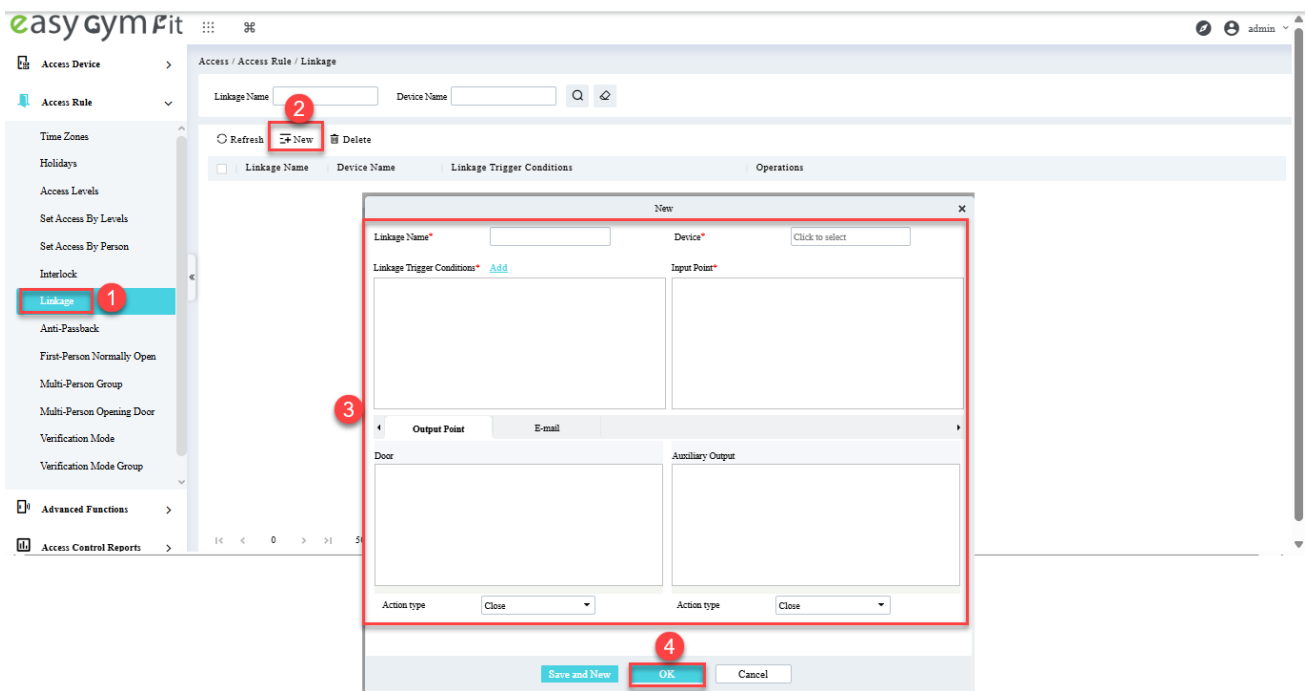 easy Gym Fit
admin
Access Device
Access / Access Rule / Linkage
Access Rule
Linkage Name
Device Name
2
Time Zones
Refresh
New
Delete
Holidays
Linkage Name
Device Name
Linkage Trigger Conditions
Operations
Access Levels
Set Access By Levels
Set Access By Person
Interlock
Linkage
1
Anti-Passback
First-Person Normally Open
Multi-Person Group
Multi-Person Opening Door
Verification Mode
Verification Mode Group
Advanced Functions
Access Control Reports
0
New
Linkage Name*
Device*
Click to select
Linkage Trigger Conditions* Add
Input Point*
3
Output Point
E-mail
Door
Auxiliary Output
Action type
Close
Action type
Close
4
Save and New
OK
Cancel